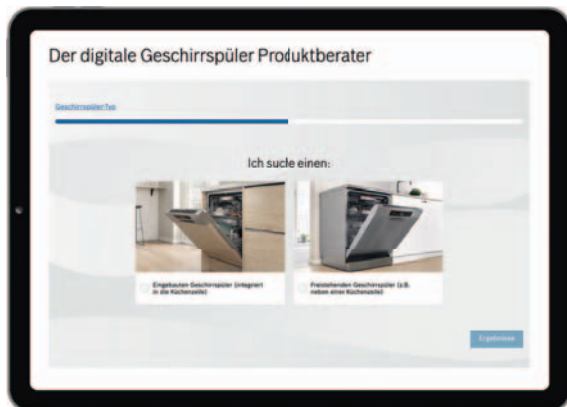 Der digitale Geschirrspüler Produktberater
Geschirrspüler-Typ
Ich suche einen:
Eingebauten Geschirrspüler (integriert
in die Küchenzeile)
Freistehenden Geschirrspüler (z.B.
neben einer Küchenzeile)
Ergebnisse